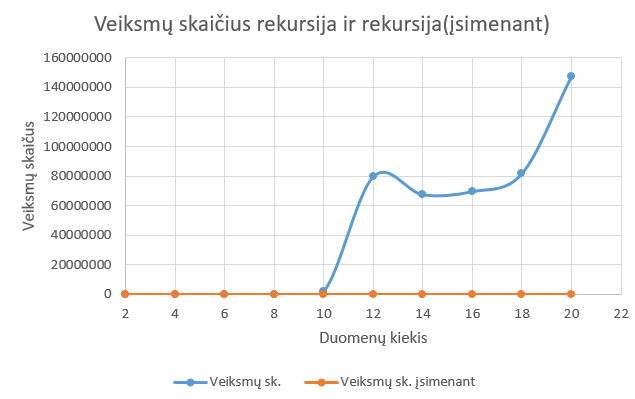 Veiksmų skaičius rekursija ir rekursija(įsimenant)
160000000
140000000
120000000
100000000
80000000
60000000
40000000
20000000
0
Veiksmų skaičus
2 4 6 8 10 12 14 16 18 20 22
Duomenų kiekis
Veiksmų sk. Veiksmų sk. įsimenant